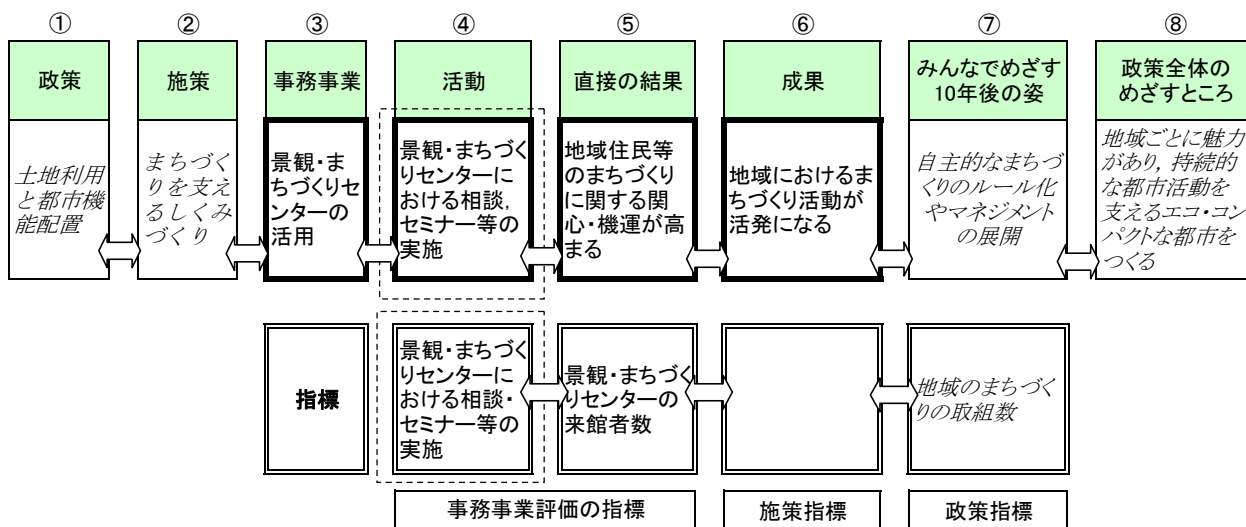 ① ② ③ ④ ⑤ ⑥ ⑦ ⑧
政策
施策
事務事業
活動
直接の結果
成果
みんなでめざす
10年後の姿
政策全体の
めざすところ
土地利用
と都市機
能配置
まちづく
りを支え
るしくみ
づくり
景観・ま
ちづくりセ
ンターの
活用
景観・まちづく
りセンターに
おける相談,
セミナー等の
実施
地域住民等
のまちづくり
に関する関
心・機運が高
まる
地域におけるま
ちづくり活動が
活発になる
自主的なまちづ
くりのルール化
やマネジメント
の展開
地域ごとに魅力
があり,持続的
な都市活動を
支えるエコ・コン
パクトな都市を
つくる
指標
景観・まちづく
りセンターに
おける相談・
セミナー等の
実施
景観・まちづく
りセンターの
来館者数
地域のまちづく
りの取組数
事務事業評価の指標
施策指標
政策指標